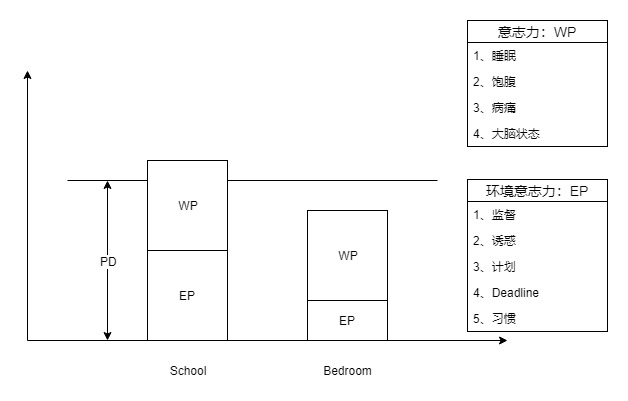 意志力：WP
1、睡眠
2、饱腹
3、病痛
4、大脑状态
WP
环境意志力：EP
1、监督
2、诱惑
3、计划
4、Deadline
5、习惯
WP
PD
EP
EP
School
Bedroom